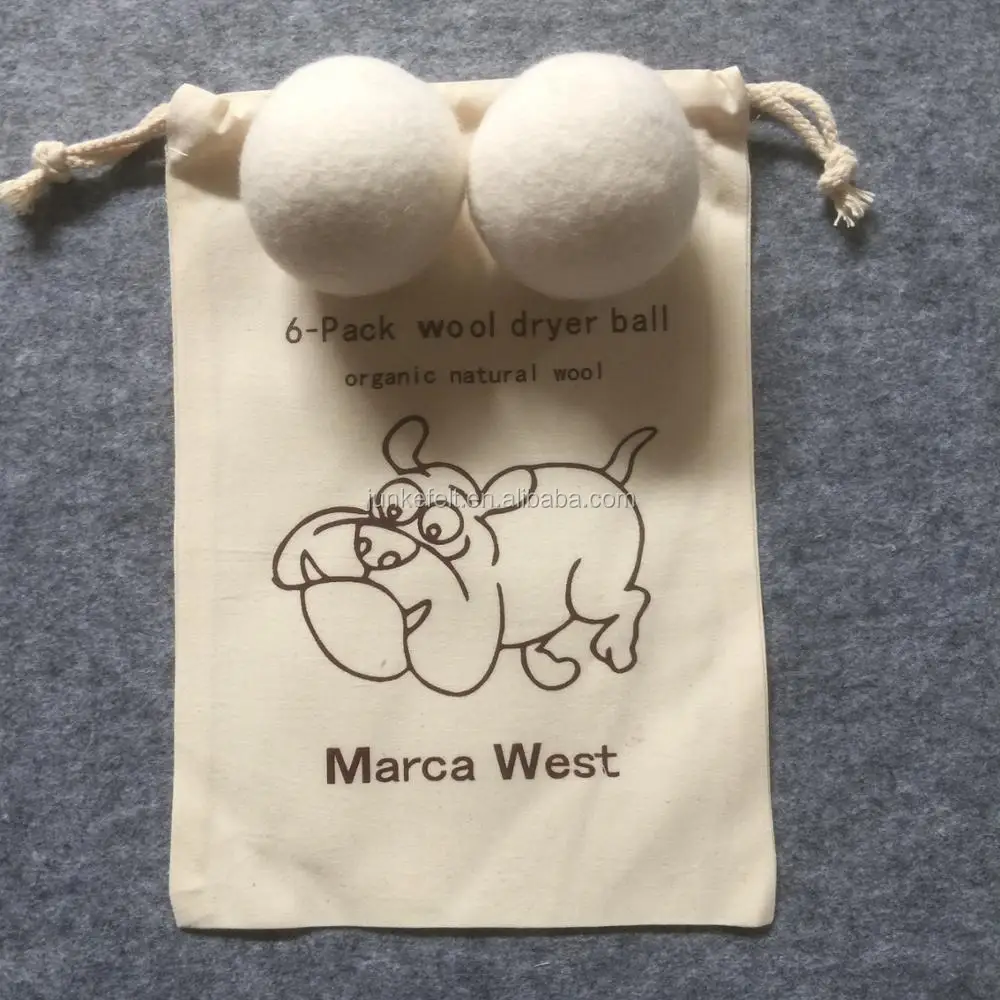 6-Pack wool dryer ball
organic natural wool
junkefelt.en.alibaba.com
Marca West